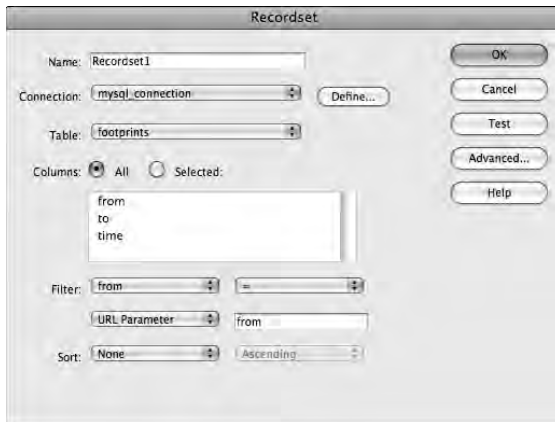 Recordset
Name: Recordset1
OK
Connection: mysql_connection Define...
Cancel
Table: footprints
Test
Columns: All Selected:
Advanced...
from
to
time
Help
Filter: from =
URL Parameter from
Sort: None Ascending